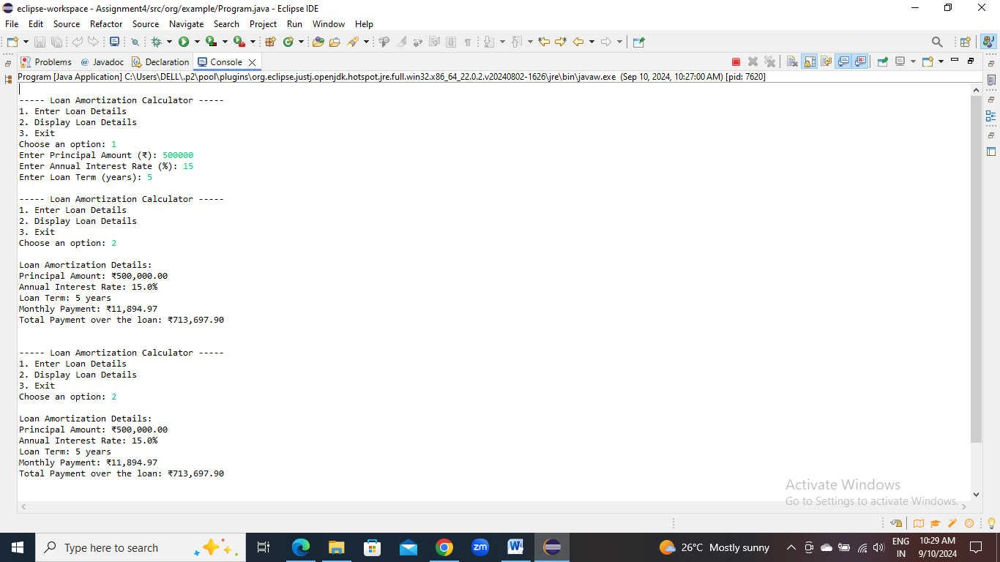 eclipse-workspace - Assignment4/src/org/example/Program.java - Eclipse IDE
File Edit Source Refactor Source Navigate Search Project Run Window Help
Problems @ Javadoc Declaration Console
Program [Java Application] C:\Users\DELL\.p2\pool\plugins\org.eclipse.justj.openjdk.hotspot.jre.full.win32.x86_64_22.0.2.v20240802-1626\jre\bin\javaw.exe (Sep 10, 2024, 10:27:00 AM) [pid: 7620]
----- Loan Amortization Calculator -----
1. Enter Loan Details
2. Display Loan Details
3. Exit
Choose an option: 1
Enter Principal Amount (₹): 500000
Enter Annual Interest Rate (%): 15
Enter Loan Term (years): 5
----- Loan Amortization Calculator -----
1. Enter Loan Details
2. Display Loan Details
3. Exit
Choose an option: 2
Loan Amortization Details:
Principal Amount: ₹500,000.00
Annual Interest Rate: 15.0%
Loan Term: 5 years
Monthly Payment: ₹11,894.97
Total Payment over the loan: ₹713,697.90
----- Loan Amortization Calculator -----
1. Enter Loan Details
2. Display Loan Details
3. Exit
Choose an option: 2
Loan Amortization Details:
Principal Amount: ₹500,000.00
Annual Interest Rate: 15.0%
Loan Term: 5 years
Monthly Payment: ₹11,894.97
Total Payment over the loan: ₹713,697.90
Activate Windows
Go to Settings to activate Windows.
Type here to search
zm
W
26°C Mostly sunny
ENG
IN
10:29 AM
9/10/2024